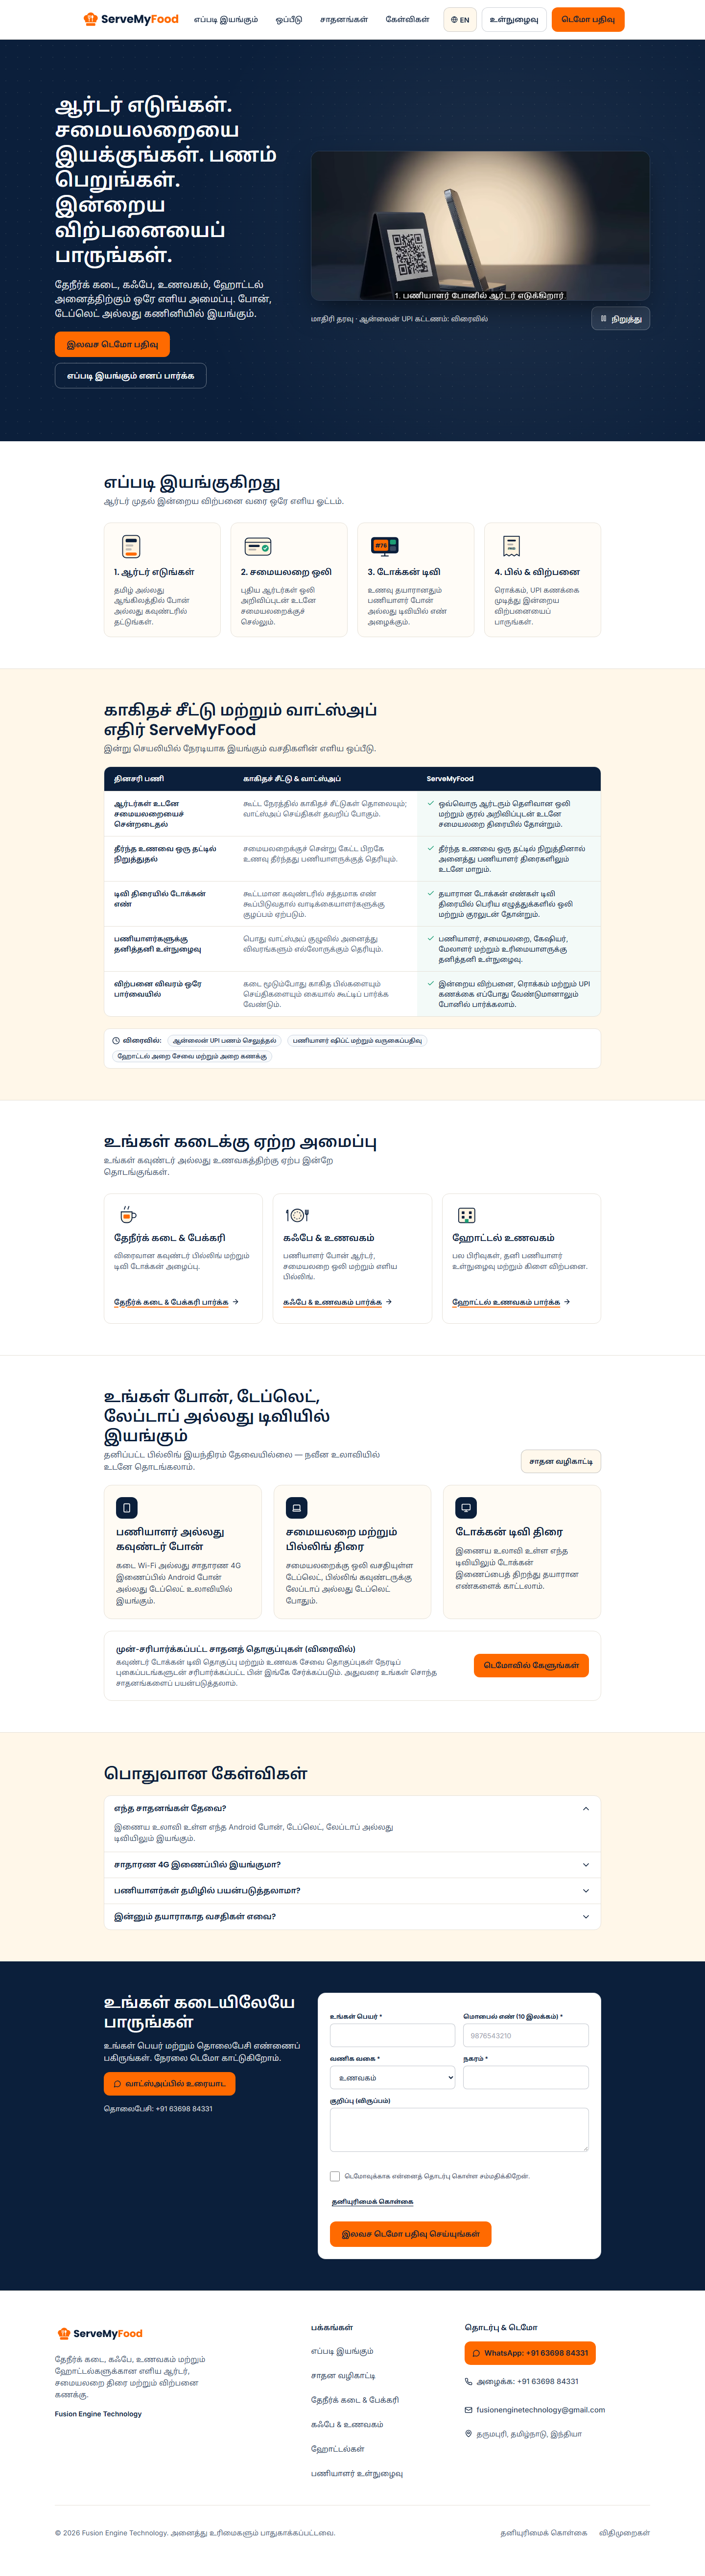 ServeMyFood
எப்படி இயங்கும்
ஒப்பீடு
சாதனங்கள்
கேள்விகள்
EN
உள்நுழைவு
டெமோ பதிவு
ஆர்டர் எடுங்கள்.
சமையலறையை
இயக்குங்கள். பணம்
பெறுங்கள்.
இன்றைய
விற்பனையைப்
பாருங்கள்.
தேநீர்க் கடை, கஃபே, உணவகம், ஹோட்டல்
அனைத்திற்கும் ஒரே எளிய அமைப்பு. போன்,
டேப்லெட் அல்லது கணினியில் இயங்கும்.
இலவச டெமோ பதிவு
எப்படி இயங்கும் எனப் பார்க்க
1. பணியாளர் போனில் ஆர்டர் எடுக்கிறார்.
மாதிரி தரவு · ஆன்லைன் UPI கட்டணம்: விரைவில்
நிறுத்து
எப்படி இயங்குகிறது
ஆர்டர் முதல் இன்றைய விற்பனை வரை ஒரே எளிய ஓட்டம்.
1. ஆர்டர் எடுங்கள்
தமிழ் அல்லது
ஆங்கிலத்தில் போன்
அல்லது கவுண்டரில்
தட்டுங்கள்.
2. சமையலறை ஒலி
புதிய ஆர்டர்கள் ஒலி
அறிவிப்புடன் உடனே
சமையலறைக்குச்
செல்லும்.
#76
3. டோக்கன் டிவி
உணவு தயாரானதும்
பணியாளர் போன்
அல்லது டிவியில் எண்
அழைக்கும்.
4. பில் & விற்பனை
ரொக்கம், UPI கணக்கை
முடித்து இன்றைய
விற்பனையைப்
பாருங்கள்.
காகிதச் சீட்டு மற்றும் வாட்ஸ்அப்
எதிர் ServeMyFood
இன்று செயலியில் நேரடியாக இயங்கும் வசதிகளின் எளிய ஒப்பீடு.
தினசரி பணி
காகிதச் சீட்டு & வாட்ஸ்அப்
ServeMyFood
ஆர்டர்கள் உடனே
சமையலறையைச்
சென்றடைதல்
கூட்ட நேரத்தில் காகிதச் சீட்டுகள் தொலையும்;
வாட்ஸ்அப் செய்திகள் தவறிப் போகும்.
ஒவ்வொரு ஆர்டரும் தெளிவான ஒலி
மற்றும் குரல் அறிவிப்புடன் உடனே
சமையலறை திரையில் தோன்றும்.
தீர்ந்த உணவை ஒரு தட்டில்
நிறுத்துதல்
சமையலறைக்குச் சென்று கேட்ட பிறகே
உணவு தீர்ந்தது பணியாளருக்குத் தெரியும்.
தீர்ந்த உணவை ஒரு தட்டில் நிறுத்தினால்
அனைத்து பணியாளர் திரைகளிலும்
உடனே மாறும்.
டிவி திரையில் டோக்கன்
எண்
கூட்டமான கவுண்டரில் சத்தமாக எண்
கூப்பிடுவதால் வாடிக்கையாளர்களுக்கு
குழப்பம் ஏற்படும்.
தயாரான டோக்கன் எண்கள் டிவி
திரையில் பெரிய எழுத்துக்களில் ஒலி
மற்றும் குரலுடன் தோன்றும்.
பணியாளர்களுக்கு
தனித்தனி உள்நுழைவு
பொது வாட்ஸ்அப் குழுவில் அனைத்து
விவரங்களும் எல்லோருக்கும் தெரியும்.
பணியாளர், சமையலறை, கேஷியர்,
மேலாளர் மற்றும் உரிமையாளருக்கு
தனித்தனி உள்நுழைவு.
விற்பனை விவரம் ஒரே
பார்வையில்
கடை மூடும்போது காகித பில்களையும்
செய்திகளையும் கையால் கூட்டிப் பார்க்க
வேண்டும்.
இன்றைய விற்பனை, ரொக்கம் மற்றும் UPI
கணக்கை எப்போது வேண்டுமானாலும்
போனில் பார்க்கலாம்.
விரைவில்:
ஆன்லைன் UPI பணம் செலுத்தல்
பணியாளர் ஷிப்ட் மற்றும் வருகைப்பதிவு
ஹோட்டல் அறை சேவை மற்றும் அறை கணக்கு
உங்கள் கடைக்கு ஏற்ற அமைப்பு
உங்கள் கவுண்டர் அல்லது உணவகத்திற்கு ஏற்ப இன்றே
தொடங்குங்கள்.
தேநீர்க் கடை & பேக்கரி
விரைவான கவுண்டர் பில்லிங் மற்றும்
டிவி டோக்கன் அழைப்பு.
தேநீர்க் கடை & பேக்கரி பார்க்க
கஃபே & உணவகம்
பணியாளர் போன் ஆர்டர்,
சமையலறை ஒலி மற்றும் எளிய
பில்லிங்.
கஃபே & உணவகம் பார்க்க
ஹோட்டல் உணவகம்
பல பிரிவுகள், தனி பணியாளர்
உள்நுழைவு மற்றும் கிளை விற்பனை.
ஹோட்டல் உணவகம் பார்க்க
உங்கள் போன், டேப்லெட்,
லேப்டாப் அல்லது டிவியில்
இயங்கும்
தனிப்பட்ட பில்லிங் இயந்திரம் தேவையில்லை — நவீன உலாவியில்
உடனே தொடங்கலாம்.
சாதன வழிகாட்டி
பணியாளர் அல்லது
கவுண்டர் போன்
கடை Wi-Fi அல்லது சாதாரண 4G
இணைப்பில் Android போன்
அல்லது டேப்லெட் உலாவியில்
இயங்கும்.
சமையலறை மற்றும்
பில்லிங் திரை
சமையலறைக்கு ஒலி வசதியுள்ள
டேப்லெட், பில்லிங் கவுண்டருக்கு
லேப்டாப் அல்லது டேப்லெட்
போதும்.
டோக்கன் டிவி திரை
இணைய உலாவி உள்ள எந்த
டிவியிலும் டோக்கன்
இணைப்பைத் திறந்து தயாரான
எண்களைக் காட்டலாம்.
முன்-சரிபார்க்கப்பட்ட சாதனத் தொகுப்புகள் (விரைவில்)
கவுண்டர் டோக்கன் டிவி தொகுப்பு மற்றும் உணவக சேவை தொகுப்புகள் நேரடிப்
புகைப்படங்களுடன் சரிபார்க்கப்பட்ட பின் இங்கே சேர்க்கப்படும். அதுவரை உங்கள் சொந்த
சாதனங்களைப் பயன்படுத்தலாம்.
டெமோவில் கேளுங்கள்
பொதுவான கேள்விகள்
எந்த சாதனங்கள் தேவை?
இணைய உலாவி உள்ள எந்த Android போன், டேப்லெட், லேப்டாப் அல்லது
டிவியிலும் இயங்கும்.
சாதாரண 4G இணைப்பில் இயங்குமா?
பணியாளர்கள் தமிழில் பயன்படுத்தலாமா?
இன்னும் தயாராகாத வசதிகள் எவை?
உங்கள் கடையிலேயே
பாருங்கள்
உங்கள் பெயர் மற்றும் தொலைபேசி எண்ணைப்
பகிருங்கள். நேரலை டெமோ காட்டுகிறோம்.
வாட்ஸ்அப்பில் உரையாட
தொலைபேசி: +91 63698 84331
உங்கள் பெயர் *
மொபைல் எண் (10 இலக்கம்) *
9876543210
வணிக வகை *
உணவகம்
நகரம் *
குறிப்பு (விருப்பம்)
டெமோவுக்காக என்னைத் தொடர்பு கொள்ள சம்மதிக்கிறேன்.
தனியுரிமைக் கொள்கை
இலவச டெமோ பதிவு செய்யுங்கள்
ServeMyFood
தேநீர்க் கடை, கஃபே, உணவகம் மற்றும்
ஹோட்டல்களுக்கான எளிய ஆர்டர்,
சமையலறை திரை மற்றும் விற்பனை
கணக்கு.
Fusion Engine Technology
பக்கங்கள்
எப்படி இயங்கும்
சாதன வழிகாட்டி
தேநீர்க் கடை & பேக்கரி
கஃபே & உணவகம்
ஹோட்டல்கள்
பணியாளர் உள்நுழைவு
தொடர்பு & டெமோ
WhatsApp: +91 63698 84331
அழைக்க: +91 63698 84331
fusionenginetechnology@gmail.com
தருமபுரி, தமிழ்நாடு, இந்தியா
© 2026 Fusion Engine Technology. அனைத்து உரிமைகளும் பாதுகாக்கப்பட்டவை.
தனியுரிமைக் கொள்கை
விதிமுறைகள்